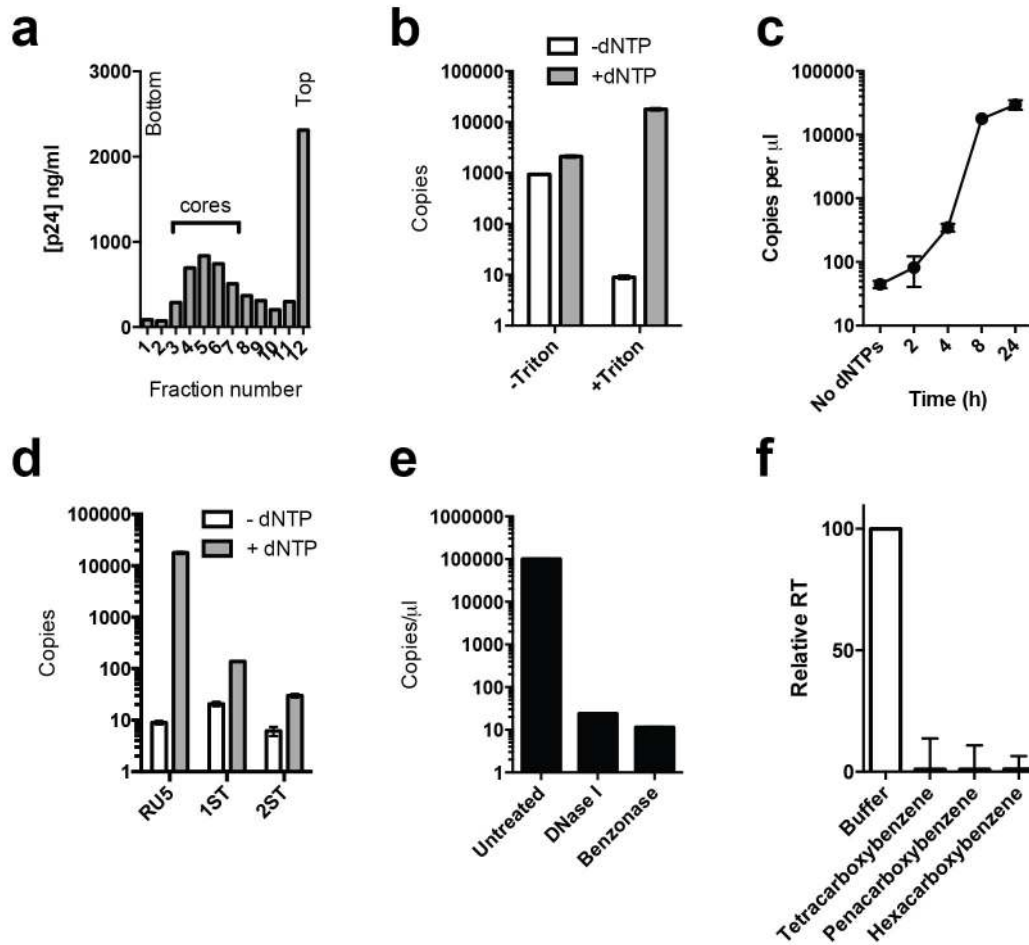 a
3000
2000
1000
0
[p24] ng/ml
Bottom
Top
cores
1 2 3 4 5 6 7 8 9 10 11 12
Fraction number
b
-dNTP
+dNTP
100000
10000
1000
100
10
1
Copies
-Triton
+Triton
c
100000
10000
1000
100
10
Copies per μl
No dNTPs 2 4 8 24
Time (h)
d
- dNTP
+ dNTP
100000
10000
1000
100
10
1
Copies
RU5
1ST
2ST
e
1000000
100000
10000
1000
100
10
1
Copies/μl
Untreated
DNase I
Benzonase
f
100
50
0
Relative RT
Buffer
Tetracarboxybenzene
Penacarboxybenzene
Hexacarboxybenzene